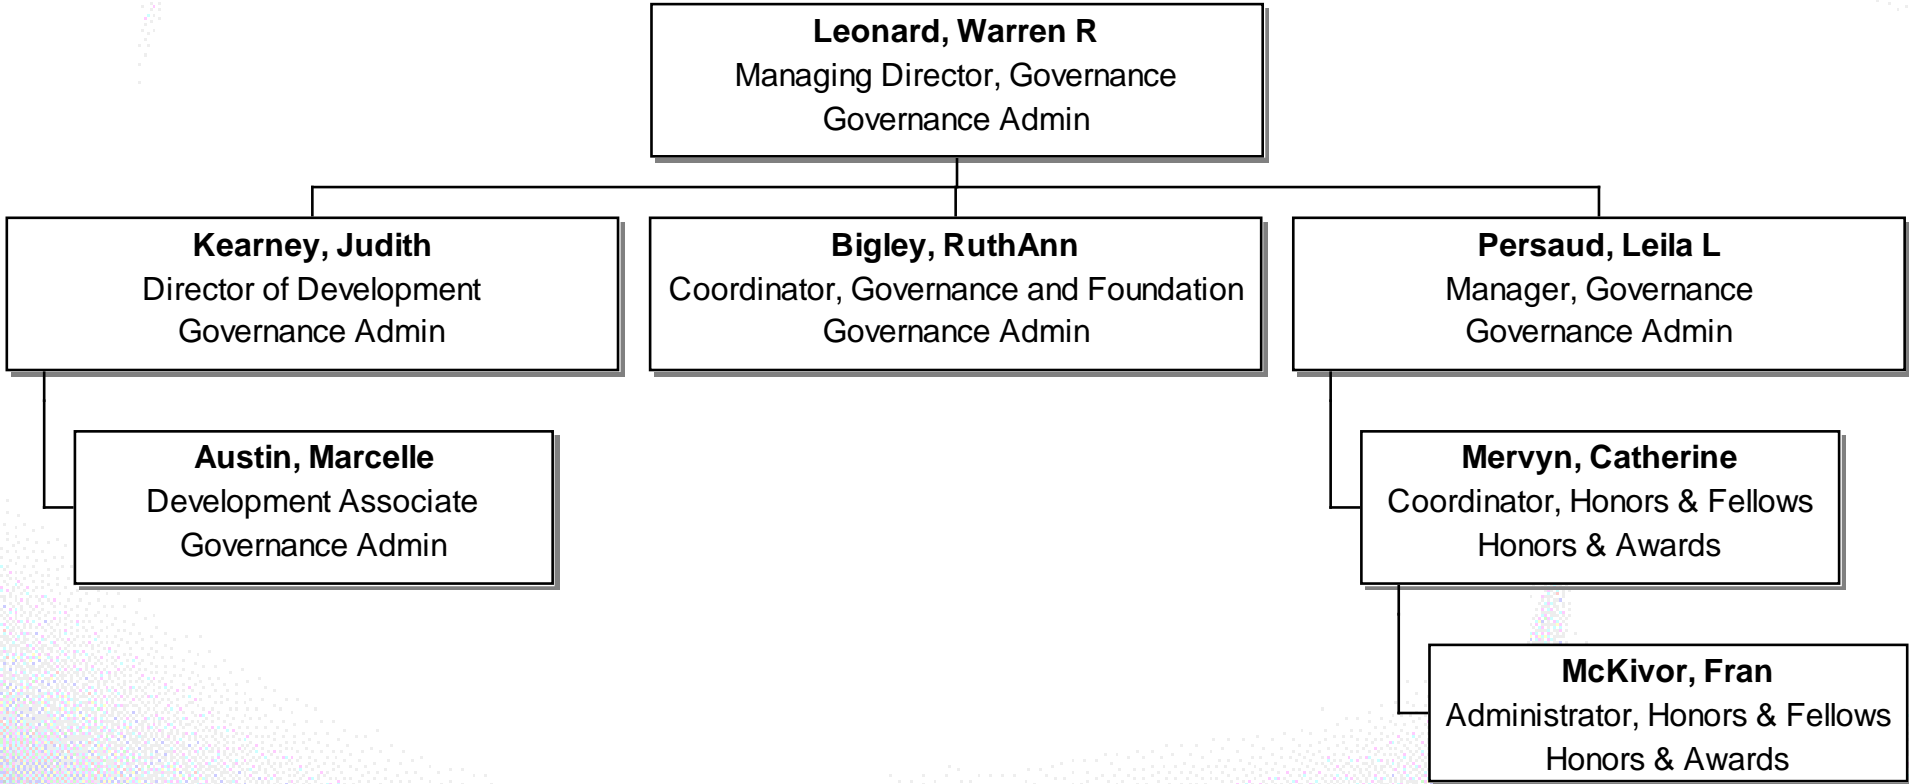 Leonard, Warren R
Managing Director, Governance
Governance Admin
Kearney, Judith
Director of Development
Governance Admin
Bigley, RuthAnn
Coordinator, Governance and Foundation
Governance Admin
Persaud, Leila L
Manager, Governance
Governance Admin
Austin, Marcelle
Development Associate
Governance Admin
Mervyn, Catherine
Coordinator, Honors & Fellows
Honors & Awards
McKivor, Fran
Administrator, Honors & Fellows
Honors & Awards